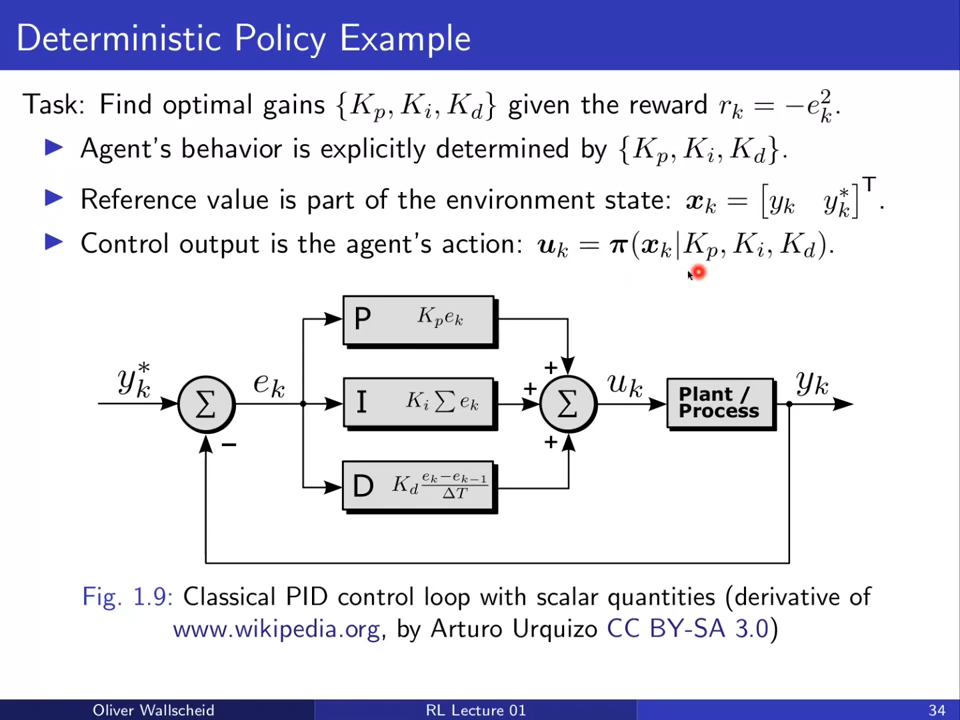 Deterministic Policy Example
Task: Find optimal gains {K_p, K_i, K_d} given the reward r_k = −e_k^2.
▶ Agent's behavior is explicitly determined by {K_p, K_i, K_d}.
▶ Reference value is part of the environment state: x_k = [y_k y_k^*]^T.
▶ Control output is the agent's action: u_k = π(x_k|K_p, K_i, K_d).
P K_p e_k
y_k^* Σ e_k I K_i ∑ e_k Σ u_k Plant / Process y_k
− + + +
D K_d (e_k − e_{k−1})/ΔT
Fig. 1.9: Classical PID control loop with scalar quantities (derivative of
www.wikipedia.org, by Arturo Urquizo CC BY-SA 3.0)
Oliver Wallscheid RL Lecture 01 34